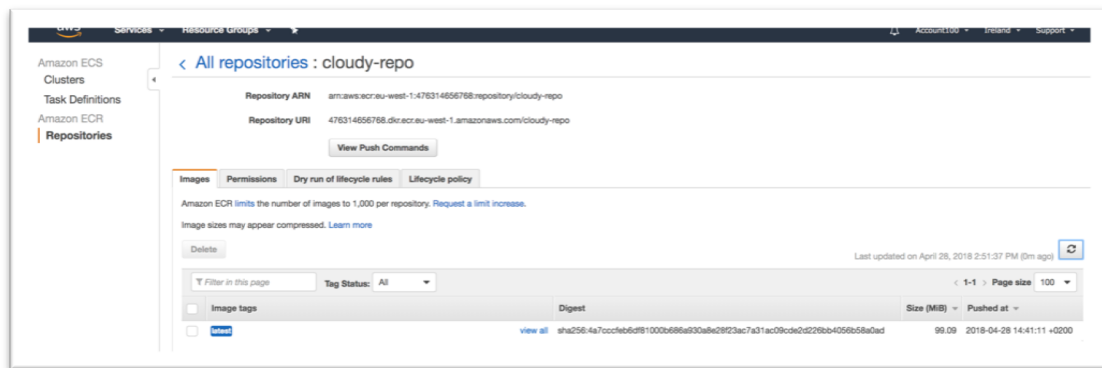 aws Services Resource Groups Account100 Ireland Support
Amazon ECS
Clusters
Task Definitions
Amazon ECR
Repositories
< All repositories : cloudy-repo
Repository ARN arn:aws:ecr:eu-west-1:476314656768:repository/cloudy-repo
Repository URI 476314656768.dkr.ecr.eu-west-1.amazonaws.com/cloudy-repo
View Push Commands
Images Permissions Dry run of lifecycle rules Lifecycle policy
Amazon ECR limits the number of images to 1,000 per repository. Request a limit increase.
Image sizes may appear compressed. Learn more
Delete
Last updated on April 28, 2018 2:51:37 PM (0m ago)
Filter in this page Tag Status: All < 1-1 > Page size 100
Image tags Digest Size (MiB) Pushed at
latest view all sha256:4a7cccfeb6df81000b686a930a8e28f23ac7a31ac09cde2d226bb4056b58a0ad 99.09 2018-04-28 14:41:11 +0200